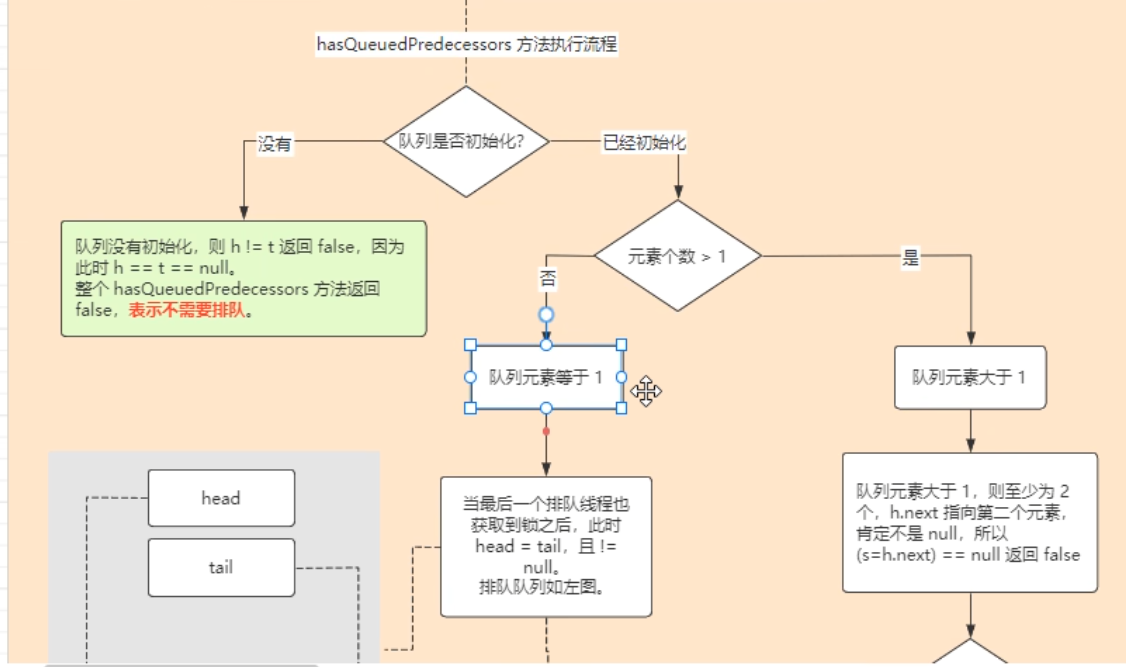 hasQueuedPredecessors 方法执行流程
队列是否初始化？
没有
已经初始化
队列没有初始化，则 h != t 返回 false，因为
此时 h == t == null。
整个 hasQueuedPredecessors 方法返回
false，表示不需要排队。
元素个数 > 1
否
是
队列元素等于 1
队列元素大于 1
head
tail
当最后一个排队线程也
获取到锁之后，此时
head = tail，且 !=
null。
排队队列如左图。
队列元素大于 1，则至少为 2
个，h.next 指向第二个元素，
肯定不是 null，所以
(s=h.next) == null 返回 false